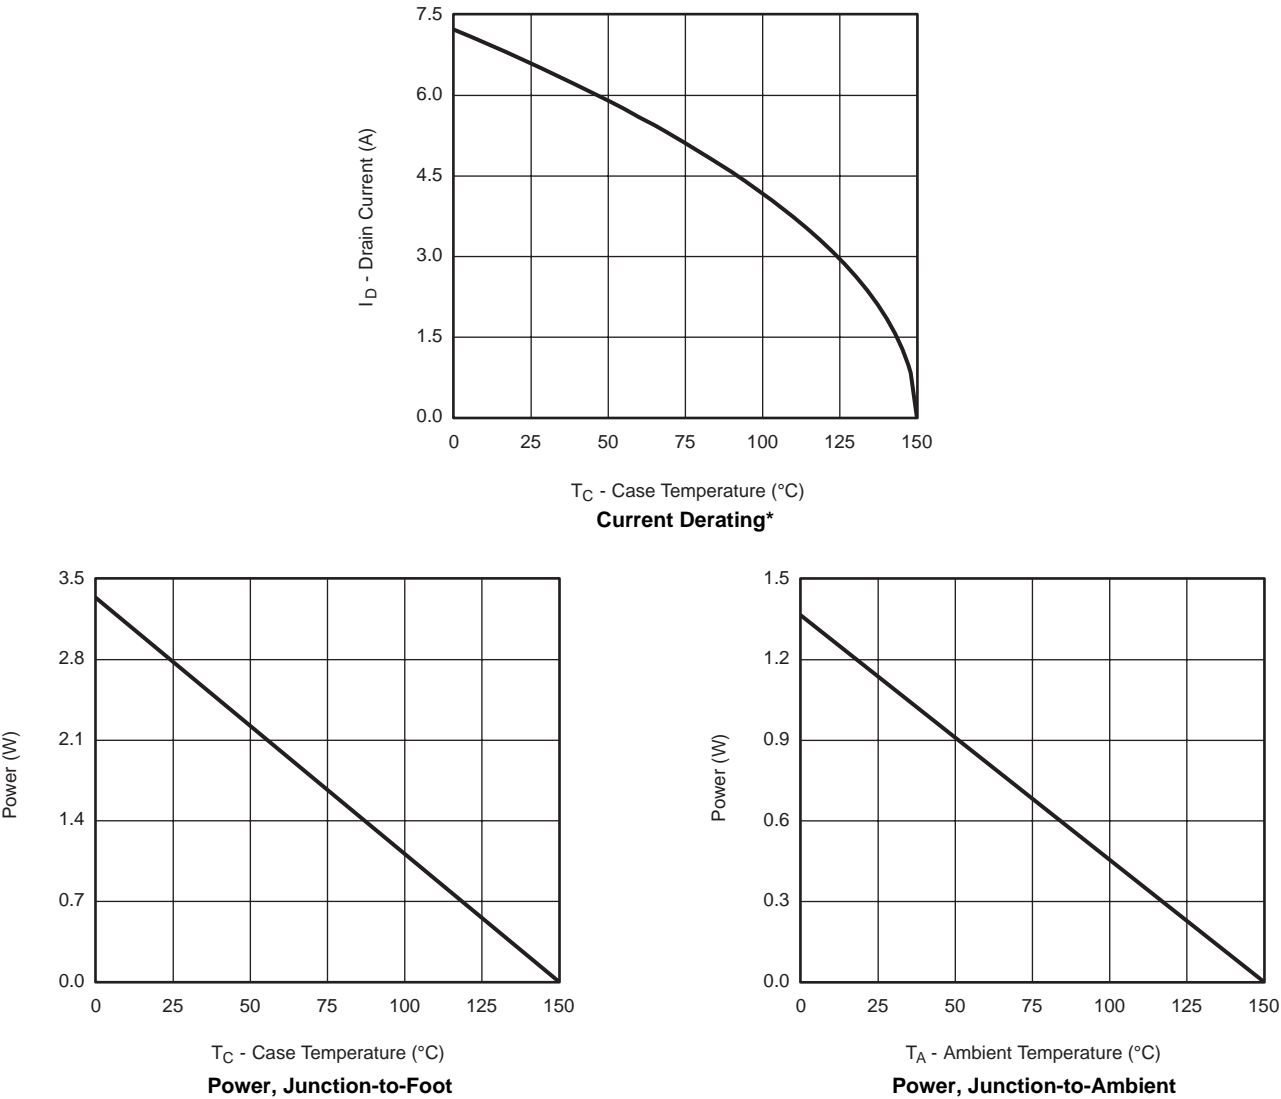 7.5
6.0
4.5
3.0
1.5
0.0
I D - Drain Current (A)
0 25 50 75 100 125 150
TC - Case Temperature (°C)
Current Derating*
3.5
2.8
2.1
1.4
0.7
0.0
Power (W)
0 25 50 75 100 125 150
TC - Case Temperature (°C)
Power, Junction-to-Foot
1.5
1.2
0.9
0.6
0.3
0.0
Power (W)
0 25 50 75 100 125 150
TA - Ambient Temperature (°C)
Power, Junction-to-Ambient